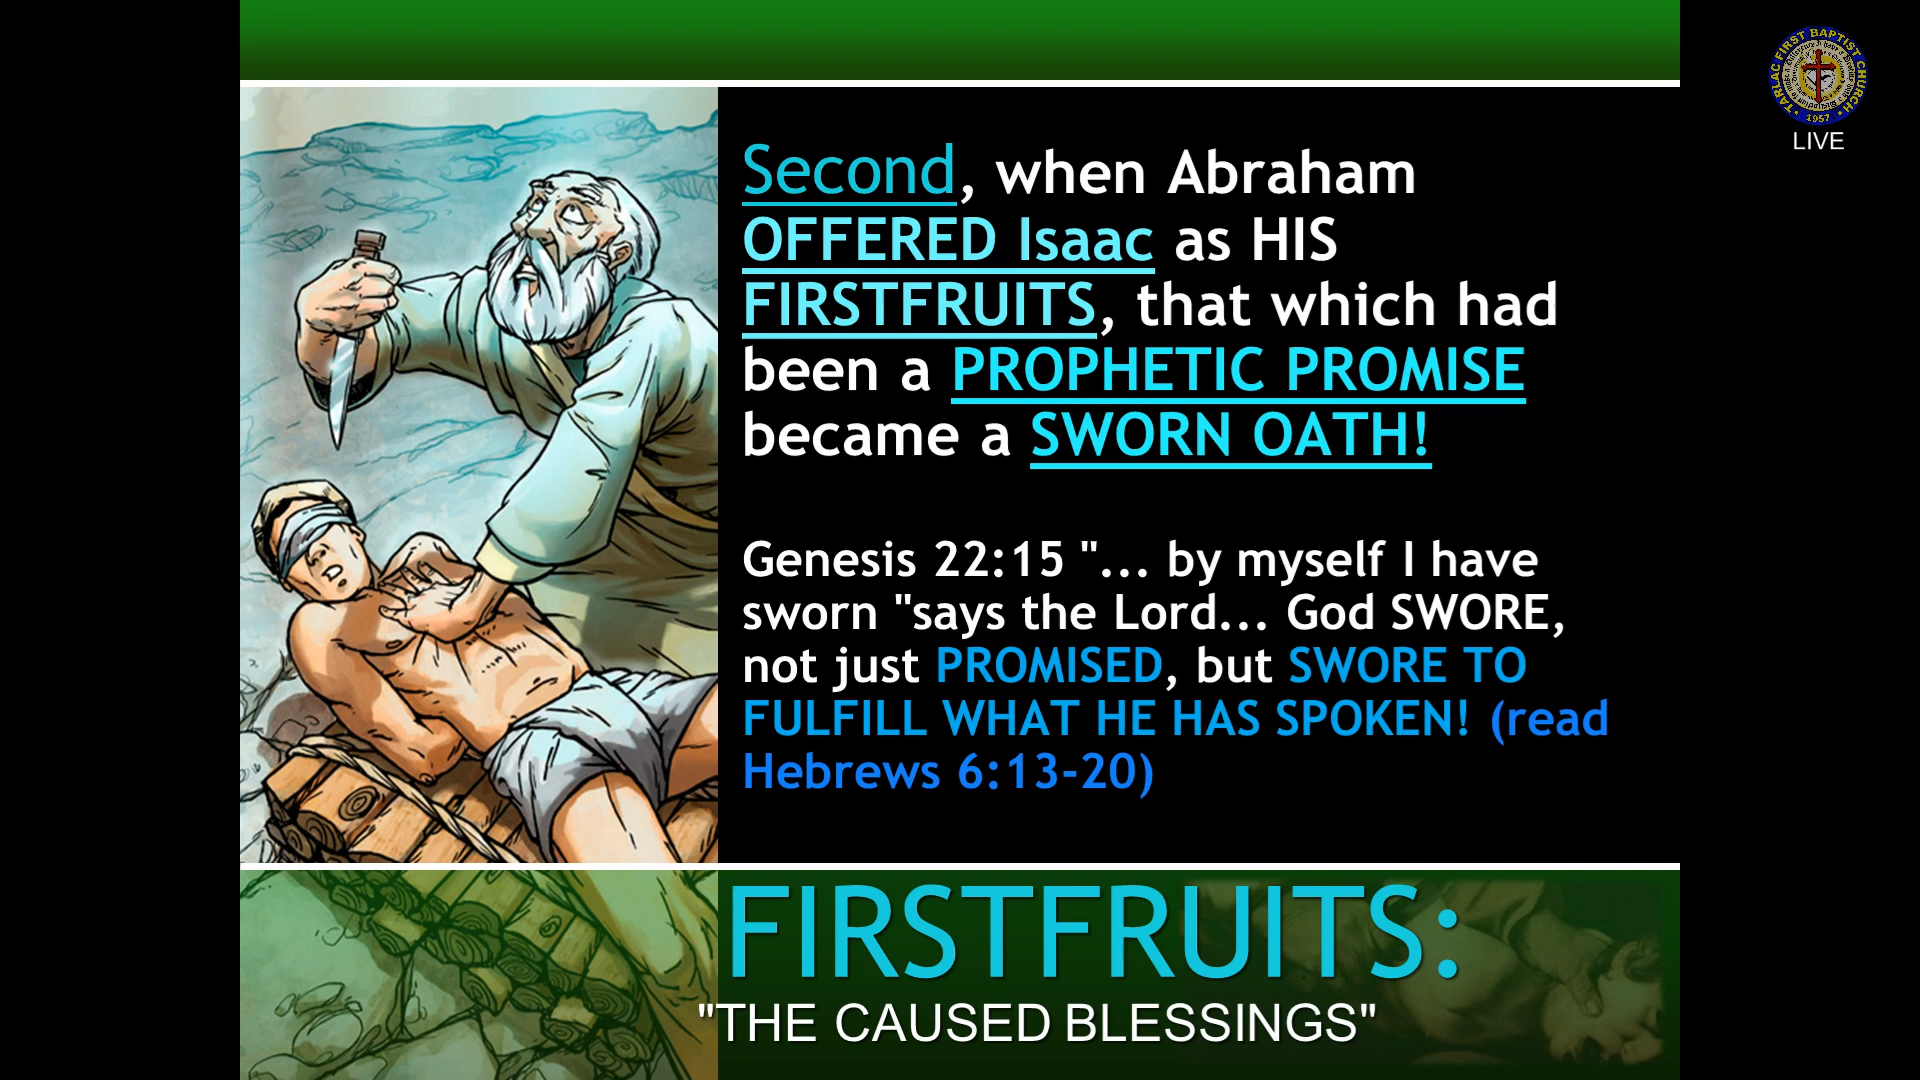 Second, when Abraham
OFFERED Isaac as HIS
FIRSTFRUITS, that which had
been a PROPHETIC PROMISE
became a SWORN OATH!
Genesis 22:15 "... by myself I have
sworn "says the Lord... God SWORE,
not just PROMISED, but SWORE TO
FULFILL WHAT HE HAS SPOKEN! (read
Hebrews 6:13-20)
FIRSTFRUITS:
"THE CAUSED BLESSINGS"
TARLAC FIRST BAPTIST CHURCH
1957
LIVE